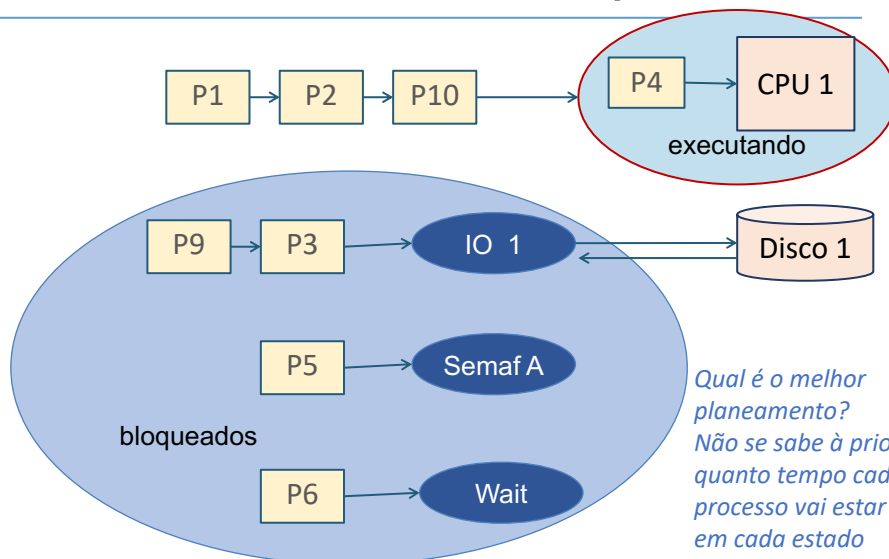 P1
P2
P10
P4
CPU 1
executando
P9
P3
IO 1
Disco 1
P5
Semaf A
bloqueados
P6
Wait
Qual é o melhor
planeamento?
Não se sabe à
quanto tempo
processo vai estar
em cada estado